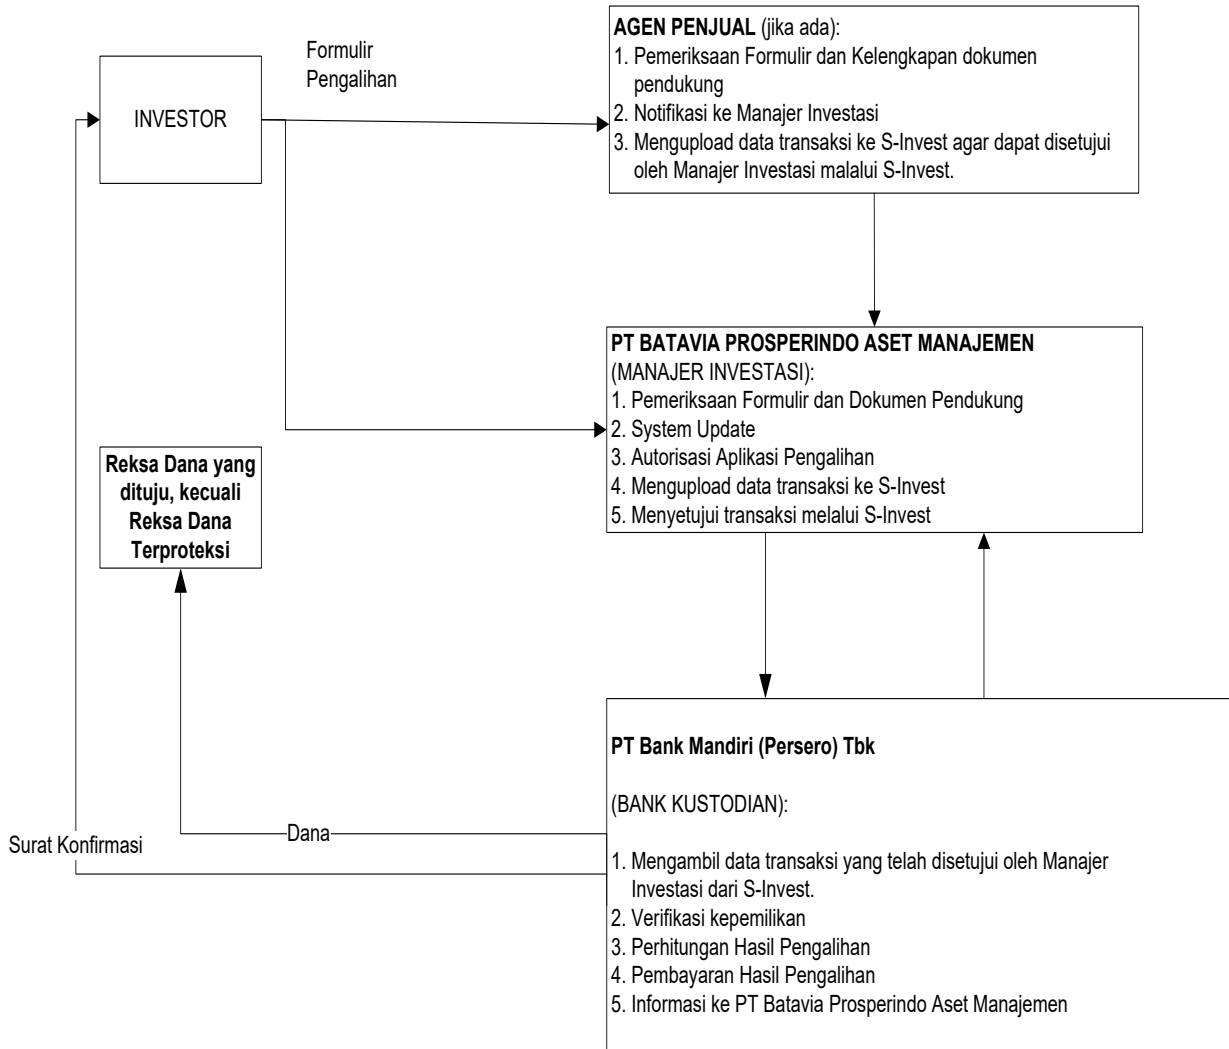 Formulir
Pengalihan
INVESTOR
AGEN PENJUAL (jika ada):
1. Pemeriksaan Formulir dan Kelengkapan dokumen
pendukung
2. Notifikasi ke Manajer Investasi
3. Mengupload data transaksi ke S-Invest agar dapat disetujui
oleh Manajer Investasi malalui S-Invest.
PT BATAVIA PROSPERINDO ASET MANAJEMEN
(MANAJER INVESTASI):
1. Pemeriksaan Formulir dan Dokumen Pendukung
2. System Update
3. Autorisasi Aplikasi Pengalihan
4. Mengupload data transaksi ke S-Invest
5. Menyetujui transaksi melalui S-Invest
Reksa Dana yang
dituju, kecuali
Reksa Dana
Terproteksi
PT Bank Mandiri (Persero) Tbk
(BANK KUSTODIAN):
1. Mengambil data transaksi yang telah disetujui oleh Manajer
Investasi dari S-Invest.
2. Verifikasi kepemilikan
3. Perhitungan Hasil Pengalihan
4. Pembayaran Hasil Pengalihan
5. Informasi ke PT Batavia Prosperindo Aset Manajemen
Dana
Surat Konfirmasi